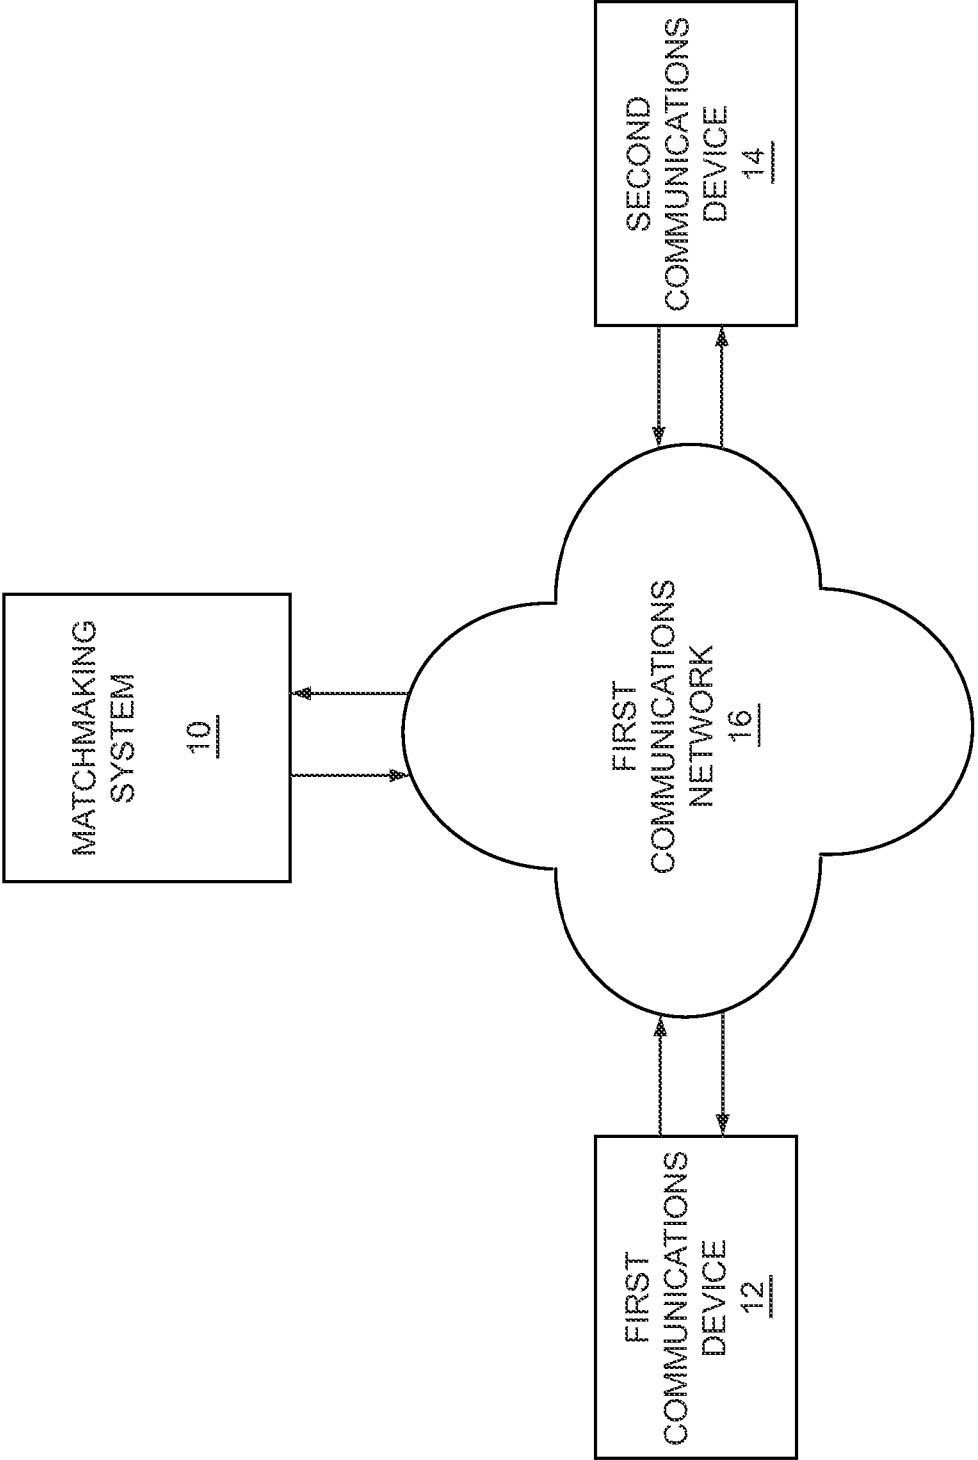 MATCHMAKING
SYSTEM
10
FIRST
COMMUNICATIONS
NETWORK
16
FIRST
COMMUNICATIONS
DEVICE
12
SECOND
COMMUNICATIONS
DEVICE
14